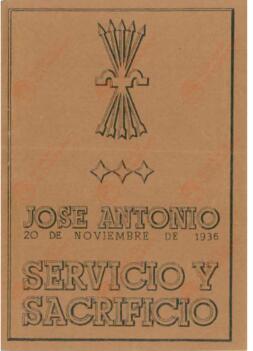 JOSE ANTONIO
20 DE NOVIEMBRE DE 1936
SERVICIO Y
SACRIFICIO